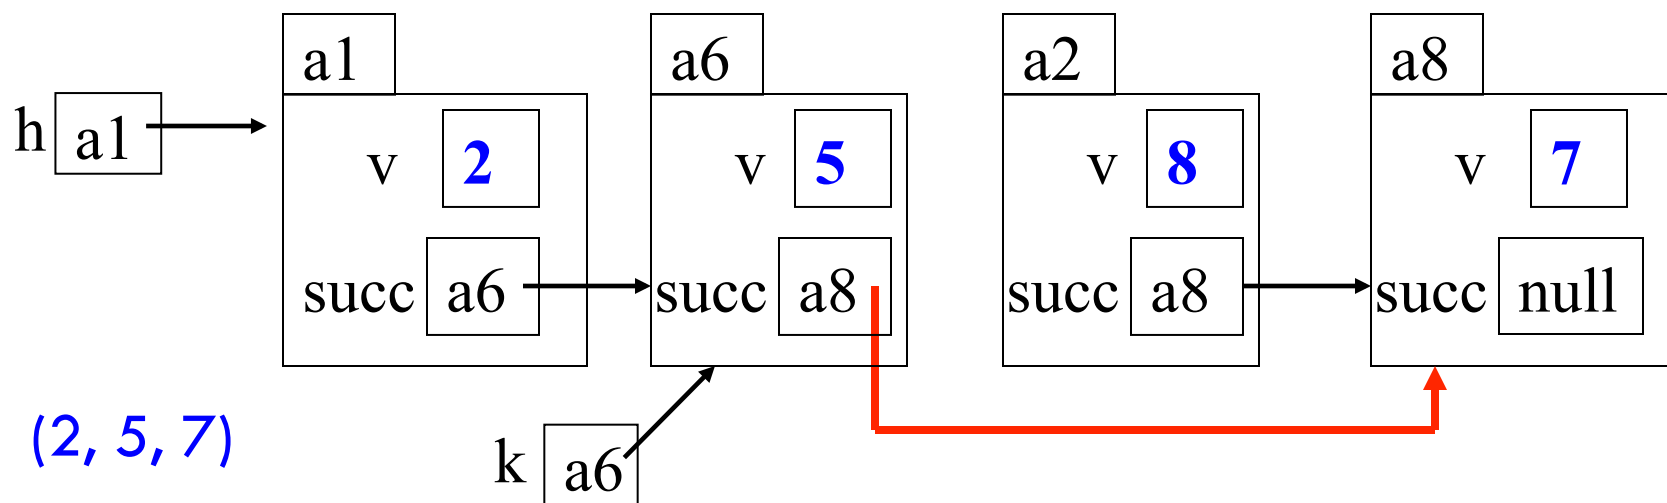 a1 a6 a2 a8
h a1
v 2 v 5 v 8 v 7
succ a6 succ a8 succ a8 succ null
(2, 5, 7)
k a6